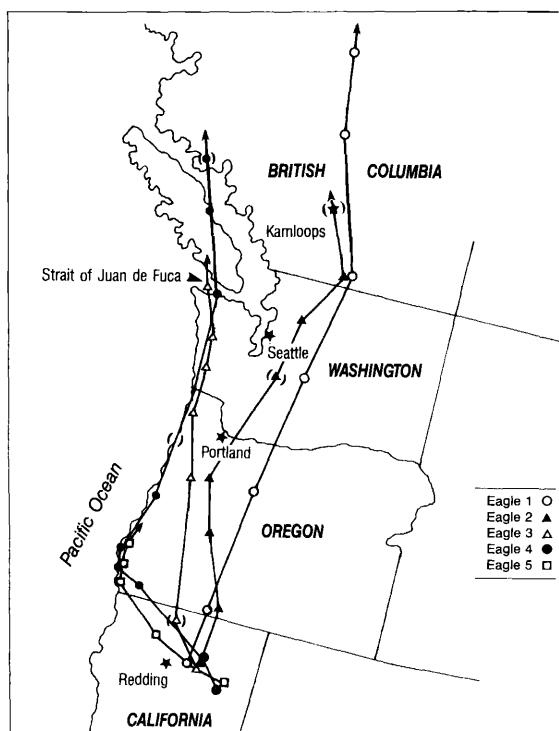 BRITISH COLUMBIA
Kamloops
Strait of Juan de Fuca
Seattle
WASHINGTON
Portland
Pacific Ocean
OREGON
Eagle 1
Eagle 2
Eagle 3
Eagle 4
Eagle 5
Redding
CALIFORNIA